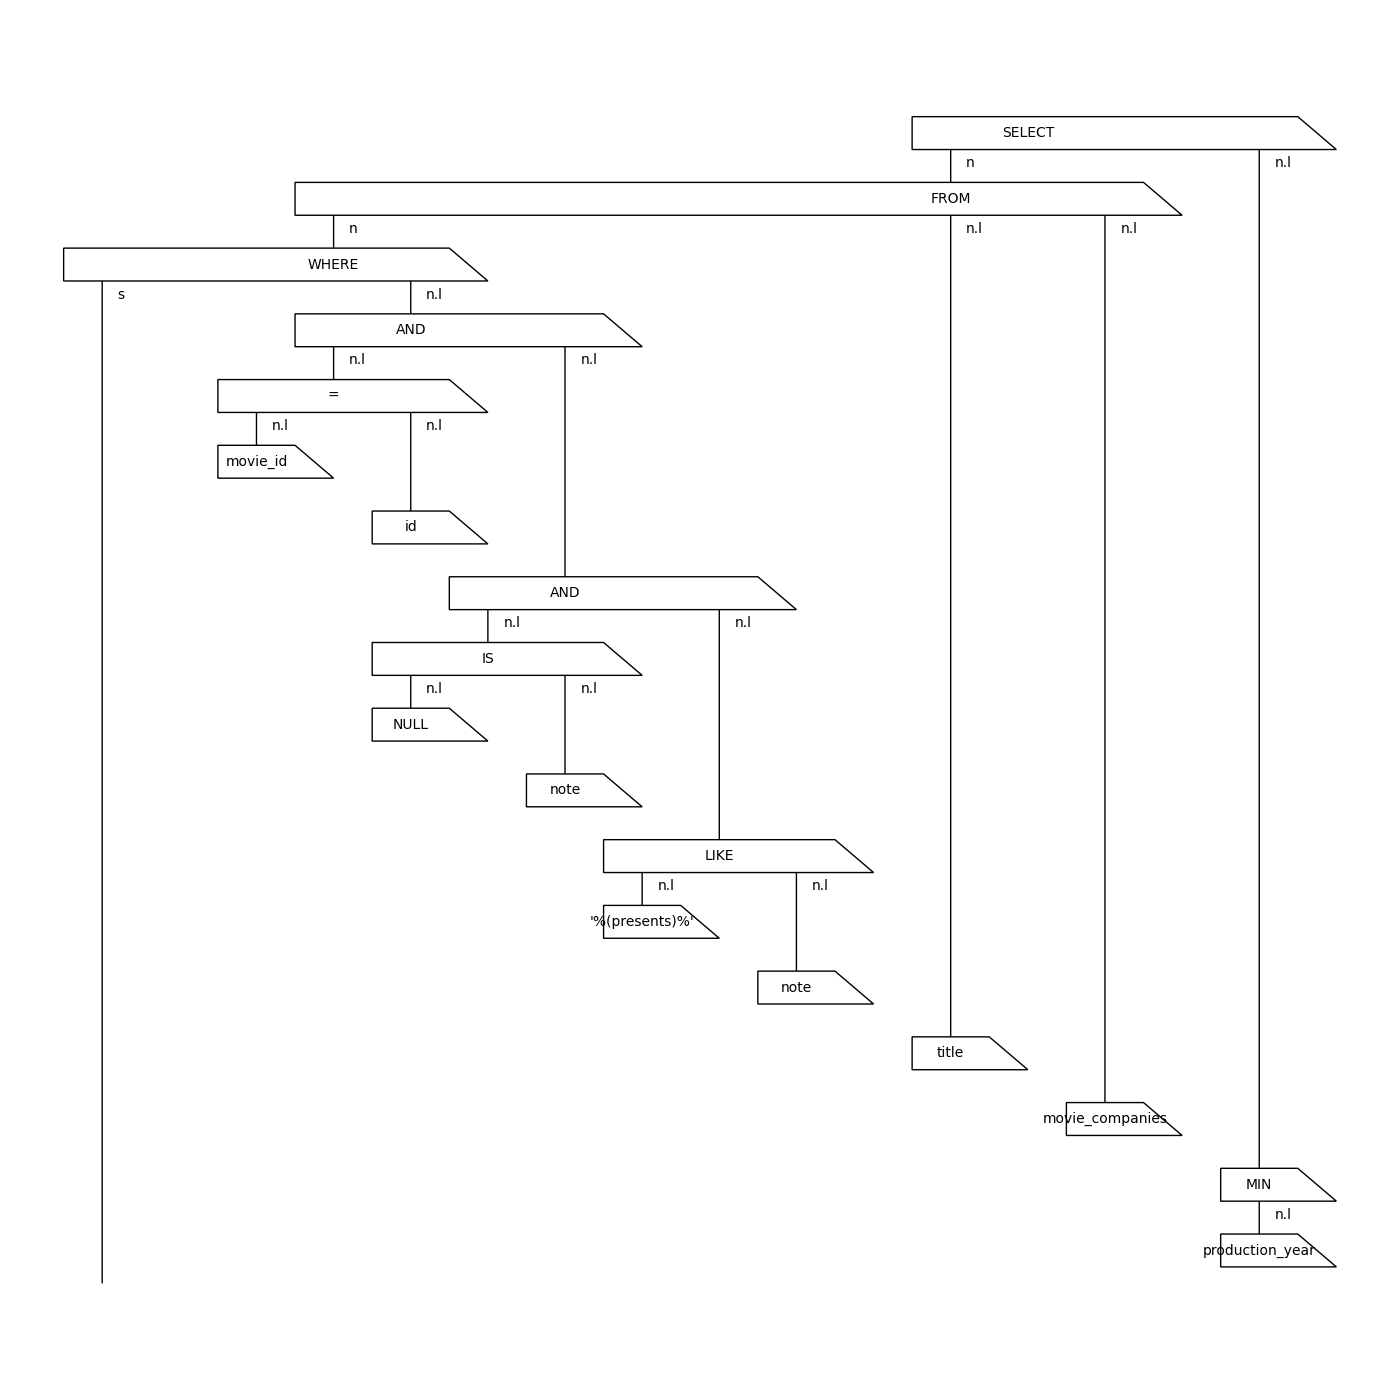 SELECT
n n.l
FROM
n n.l n.l
WHERE
s n.l
AND
n.l n.l
=
n.l n.l
movie_id
id
AND
n.l n.l
IS
n.l n.l
NULL
note
LIKE
n.l n.l
'%(presents)%'
note
title
movie_companies
MIN
n.l
production_year